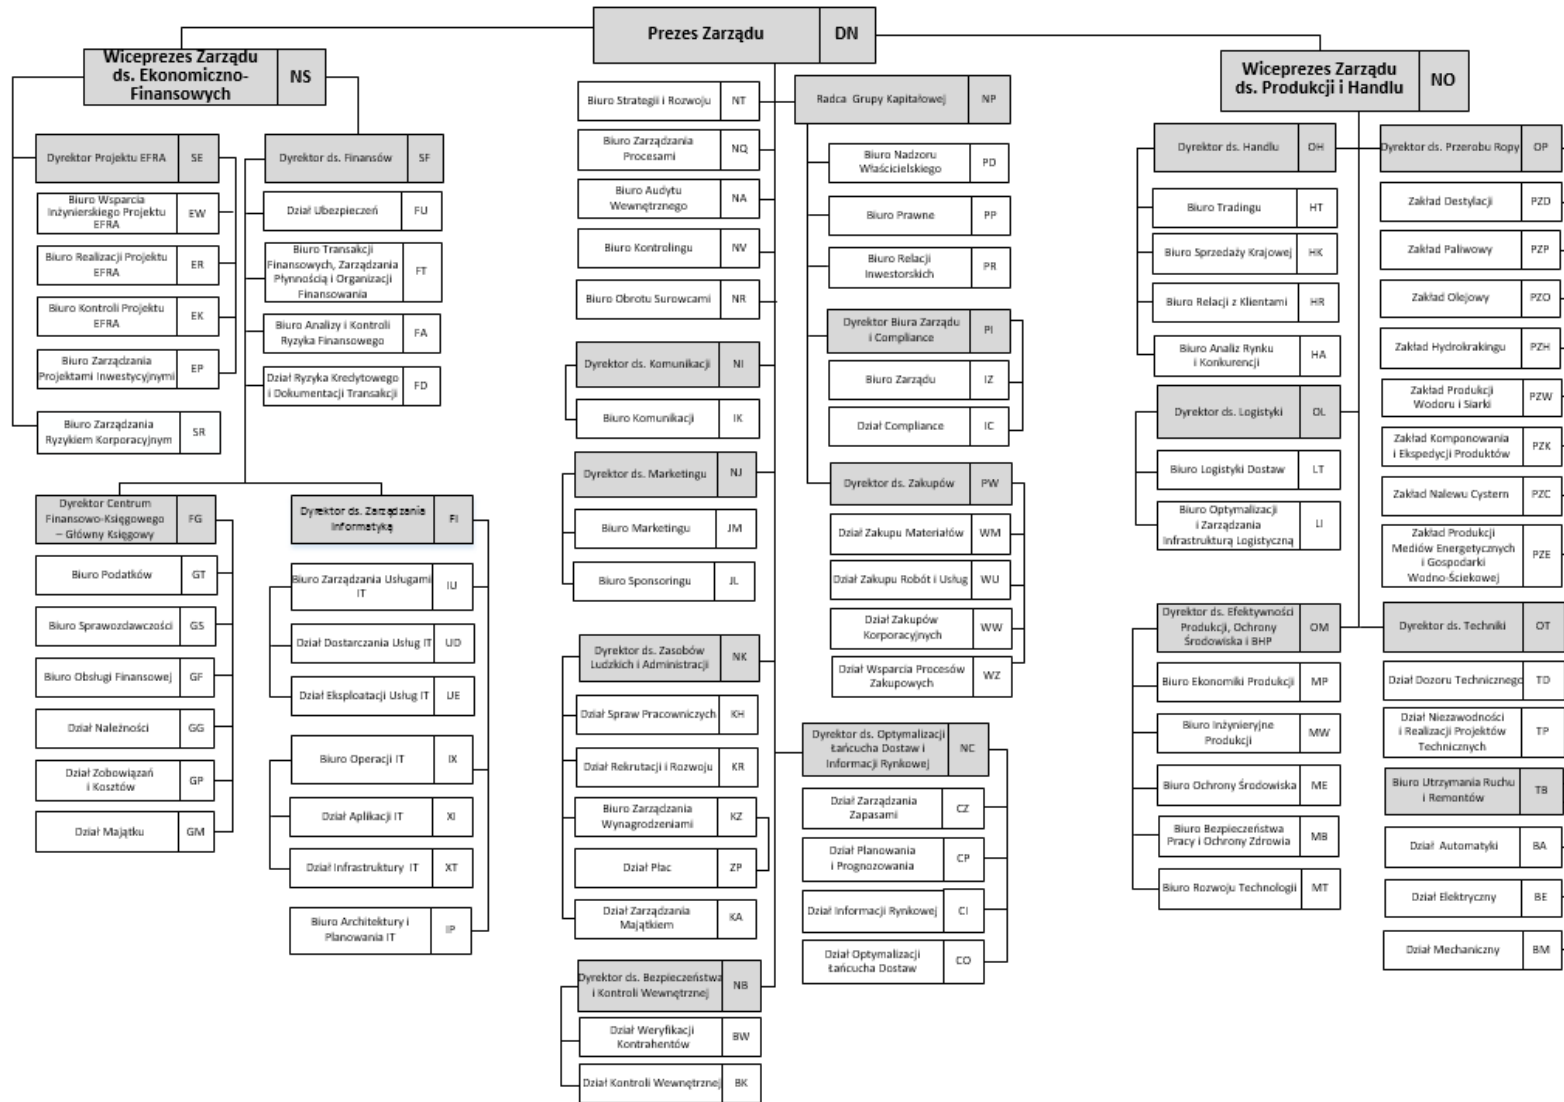 Prezes Zarządu
DN
Wiceprezes Zarządu
ds. Ekonomiczno-
Finansowych
NS
Dyrektor Projektu EFRA
SE
Biuro Wsparcia
Inżynierskiego Projektu
EFRA
EW
Biuro Realizacji Projektu
EFRA
ER
Biuro Kontroli Projektu
EFRA
EK
Biuro Zarządzania
Projektami Inwestycyjnymi
EP
Biuro Zarządzania
Ryzykiem Korporacyjnym
SR
Dyrektor ds. Finansów
SF
Dział Ubezpieczeń
FU
Biuro Transakcji
Finansowych, Zarządzania
Płynnością i Organizacji
Finansowania
FT
Biuro Analizy i Kontroli
Ryzyka Finansowego
FA
Dział Ryzyka Kredytowego
i Dokumentacji Transakcji
FD
Dyrektor Centrum
Finansowo-Księgowego
– Główny Księgowy
FG
Biuro Podatków
GT
Biuro Sprawozdawczości
GS
Biuro Obsługi Finansowej
GF
Dział Należności
GG
Dział Zobowiązań
i Kosztów
GP
Dział Majątku
GM
Dyrektor ds. Zarządzania
Informatyką
FI
Biuro Zarządzania Usługami
IT
IU
Dział Dostarczania Usług IT
UD
Dział Eksploatacji Usług IT
UE
Biuro Operacji IT
IX
Dział Aplikacji IT
XI
Dział Infrastruktury IT
XT
Biuro Architektury i
Planowania IT
IP
Biuro Strategii i Rozwoju
NT
Biuro Zarządzania
Procesami
NQ
Biuro Audytu
Wewnętrznego
NA
Biuro Kontrolingu
NV
Biuro Obrotu Surowcami
NR
Dyrektor ds. Komunikacji
NI
Biuro Komunikacji
IK
Dyrektor ds. Marketingu
NJ
Biuro Marketingu
JM
Biuro Sponsoringu
JL
Dyrektor ds. Zasobów
Ludzkich i Administracji
NK
Dział Spraw Pracowniczych
KH
Dział Rekrutacji i Rozwoju
KR
Biuro Zarządzania
Wynagrodzeniami
KZ
Dział Płac
ZP
Dział Zarządzania
Majątkiem
KA
Dyrektor ds. Bezpieczeństwa
i Kontroli Wewnętrznej
NB
Dział Weryfikacji
Kontrahentów
BW
Dział Kontroli Wewnętrznej
BK
Radca Grupy Kapitałowej
NP
Biuro Nadzoru
Właścicielskiego
PD
Biuro Prawne
PP
Biuro Relacji
Inwestorskich
PR
Dyrektor Biura Zarządu
i Compliance
PI
Biuro Zarządu
IZ
Dział Compliance
IC
Dyrektor ds. Zakupów
PW
Dział Zakupu Materiałów
WM
Dział Zakupu Robót i Usług
WU
Dział Zakupów
Korporacyjnych
WW
Dział Wsparcia Procesów
Zakupowych
WZ
Dyrektor ds. Optymalizacji
Łańcucha Dostaw i
Informacji Rynkowej
NC
Dział Zarządzania
Zapasami
CZ
Dział Planowania
i Prognozowania
CP
Dział Informacji Rynkowej
CI
Dział Optymalizacji
Łańcucha Dostaw
CO
Wiceprezes Zarządu
ds. Produkcji i Handlu
NO
Dyrektor ds. Handlu
OH
Biuro Tradingu
HT
Biuro Sprzedaży Krajowej
HK
Biuro Relacji z Klientami
HR
Biuro Analiz Rynku
i Konkurencji
HA
Dyrektor ds. Logistyki
OL
Biuro Logistyki Dostaw
LT
Biuro Optymalizacji
i Zarządzania
Infrastrukturą Logistyczną
LI
Dyrektor ds. Efektywności
Produkcji, Ochrony
Środowiska i BHP
OM
Biuro Ekonomiki Produkcji
MP
Biuro Inżynieryjne
Produkcji
MW
Biuro Ochrony Środowiska
ME
Biuro Bezpieczeństwa
Pracy i Ochrony Zdrowia
MB
Biuro Rozwoju Technologii
MT
Dyrektor ds. Przerobu Ropy
OP
Zakład Destylacji
PZD
Zakład Paliwowy
PZP
Zakład Olejowy
PZO
Zakład Hydrokrakingu
PZH
Zakład Produkcji
Wodoru i Siarki
PZW
Zakład Komponowania
i Ekspedycji Produktów
PZK
Zakład Nalewu Cystern
PZC
Zakład Produkcji
Mediów Energetycznych
i Gospodarki
Wodno-Ściekowej
PZE
Dyrektor ds. Techniki
OT
Dział Dozoru Technicznego
TD
Dział Niezawodności
i Realizacji Projektów
Technicznych
TP
Biuro Utrzymania Ruchu
i Remontów
TB
Dział Automatyki
BA
Dział Elektryczny
BE
Dział Mechaniczny
BM